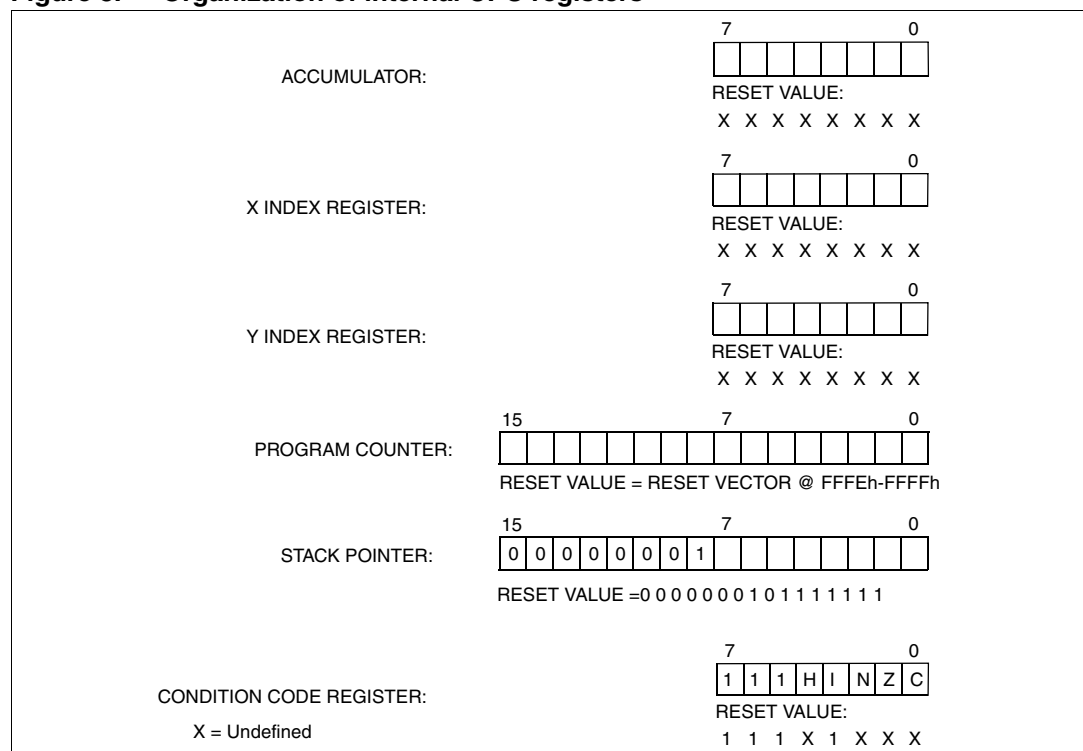 Figure Organization of internal CPU registers
7 0
ACCUMULATOR:
RESET VALUE:
X X X X X X X X
7 0
X INDEX REGISTER:
RESET VALUE:
X X X X X X X X
7 0
Y INDEX REGISTER:
RESET VALUE:
X X X X X X X X
15 7 0
PROGRAM COUNTER:
RESET VALUE = RESET VECTOR @ FFFEh-FFFFh
15 7 0
STACK POINTER: 0 0 0 0 0 0 0 1
RESET VALUE =0 0 0 0 0 0 0 1 0 1 1 1 1 1 1 1
7 0
1 1 1 H I N Z C
CONDITION CODE REGISTER:
RESET VALUE:
X = Undefined
1 1 1 X 1 X X X